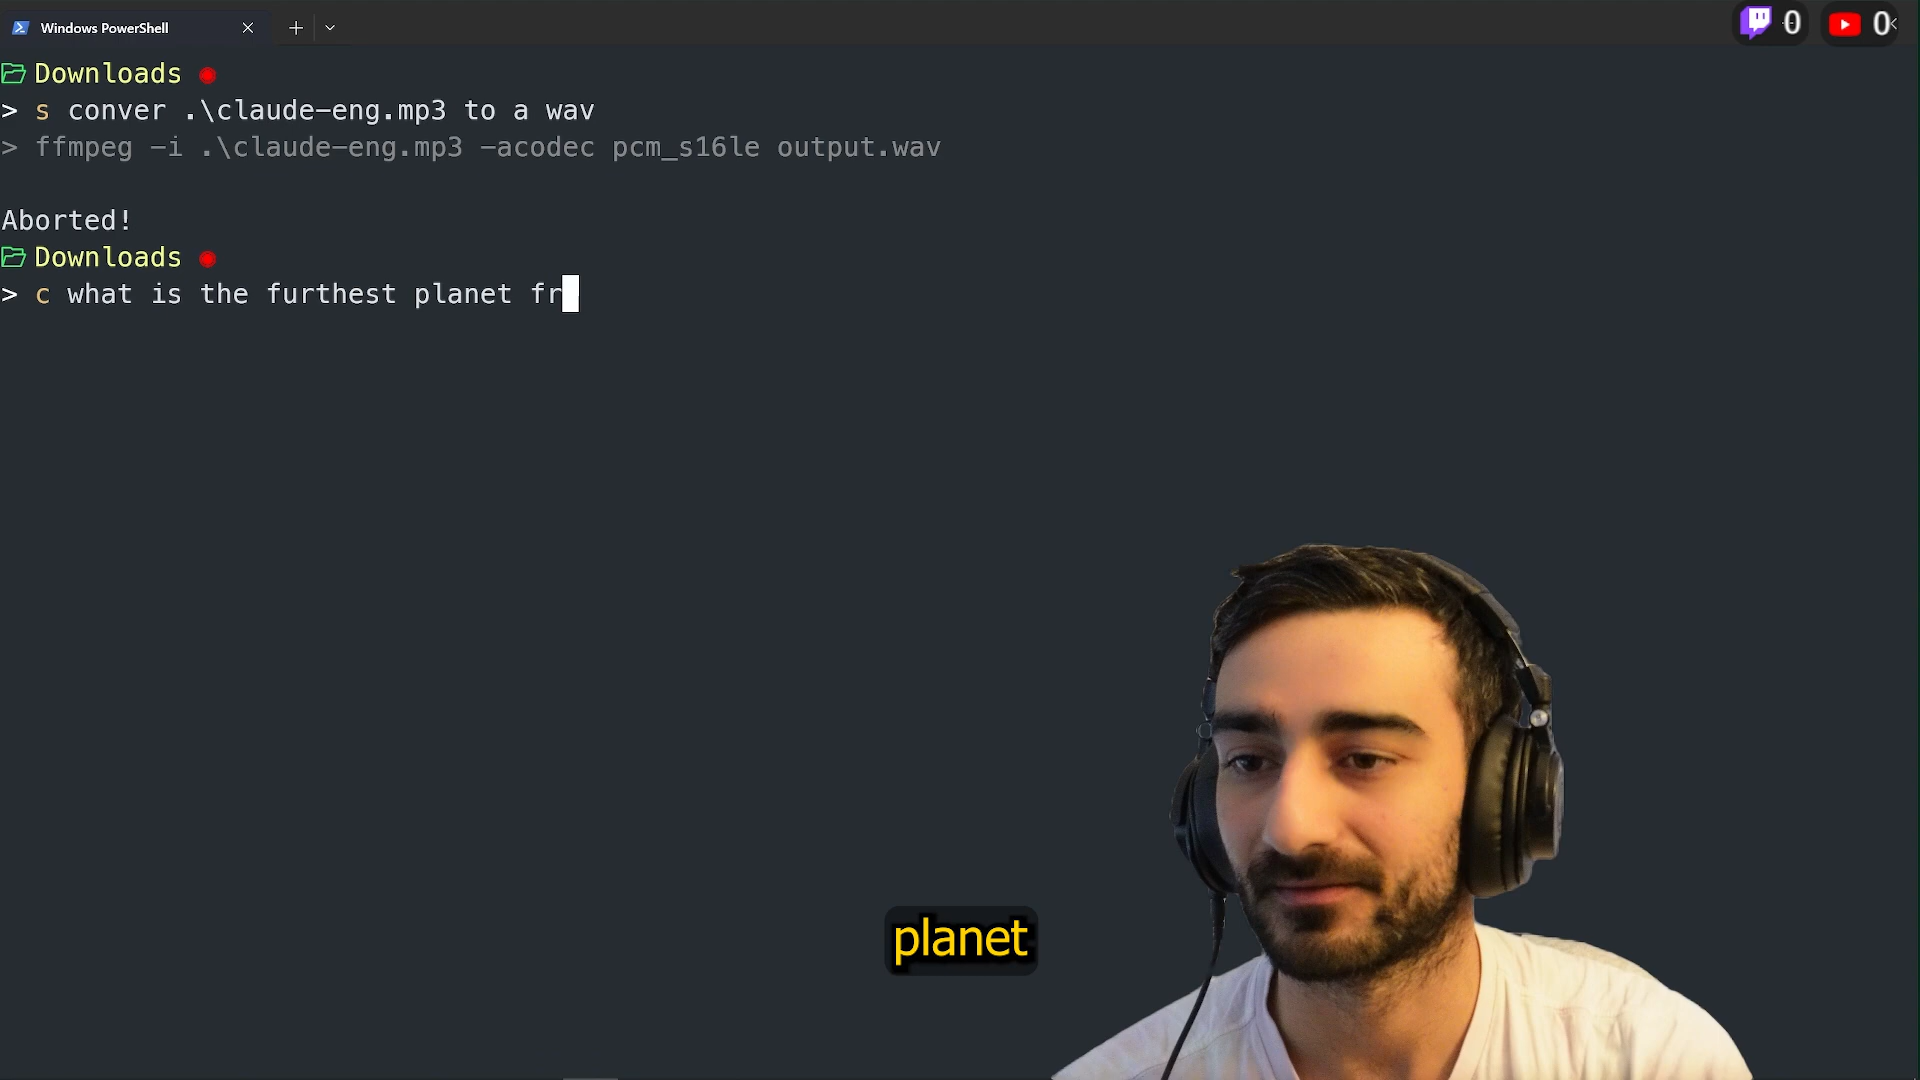 Windows PowerShell
0
0
Downloads
> s conver .\claude-eng.mp3 to a wav
> ffmpeg -i .\claude-eng.mp3 -acodec pcm_s16le output.wav
Aborted!
Downloads
> c what is the furthest planet fr
planet